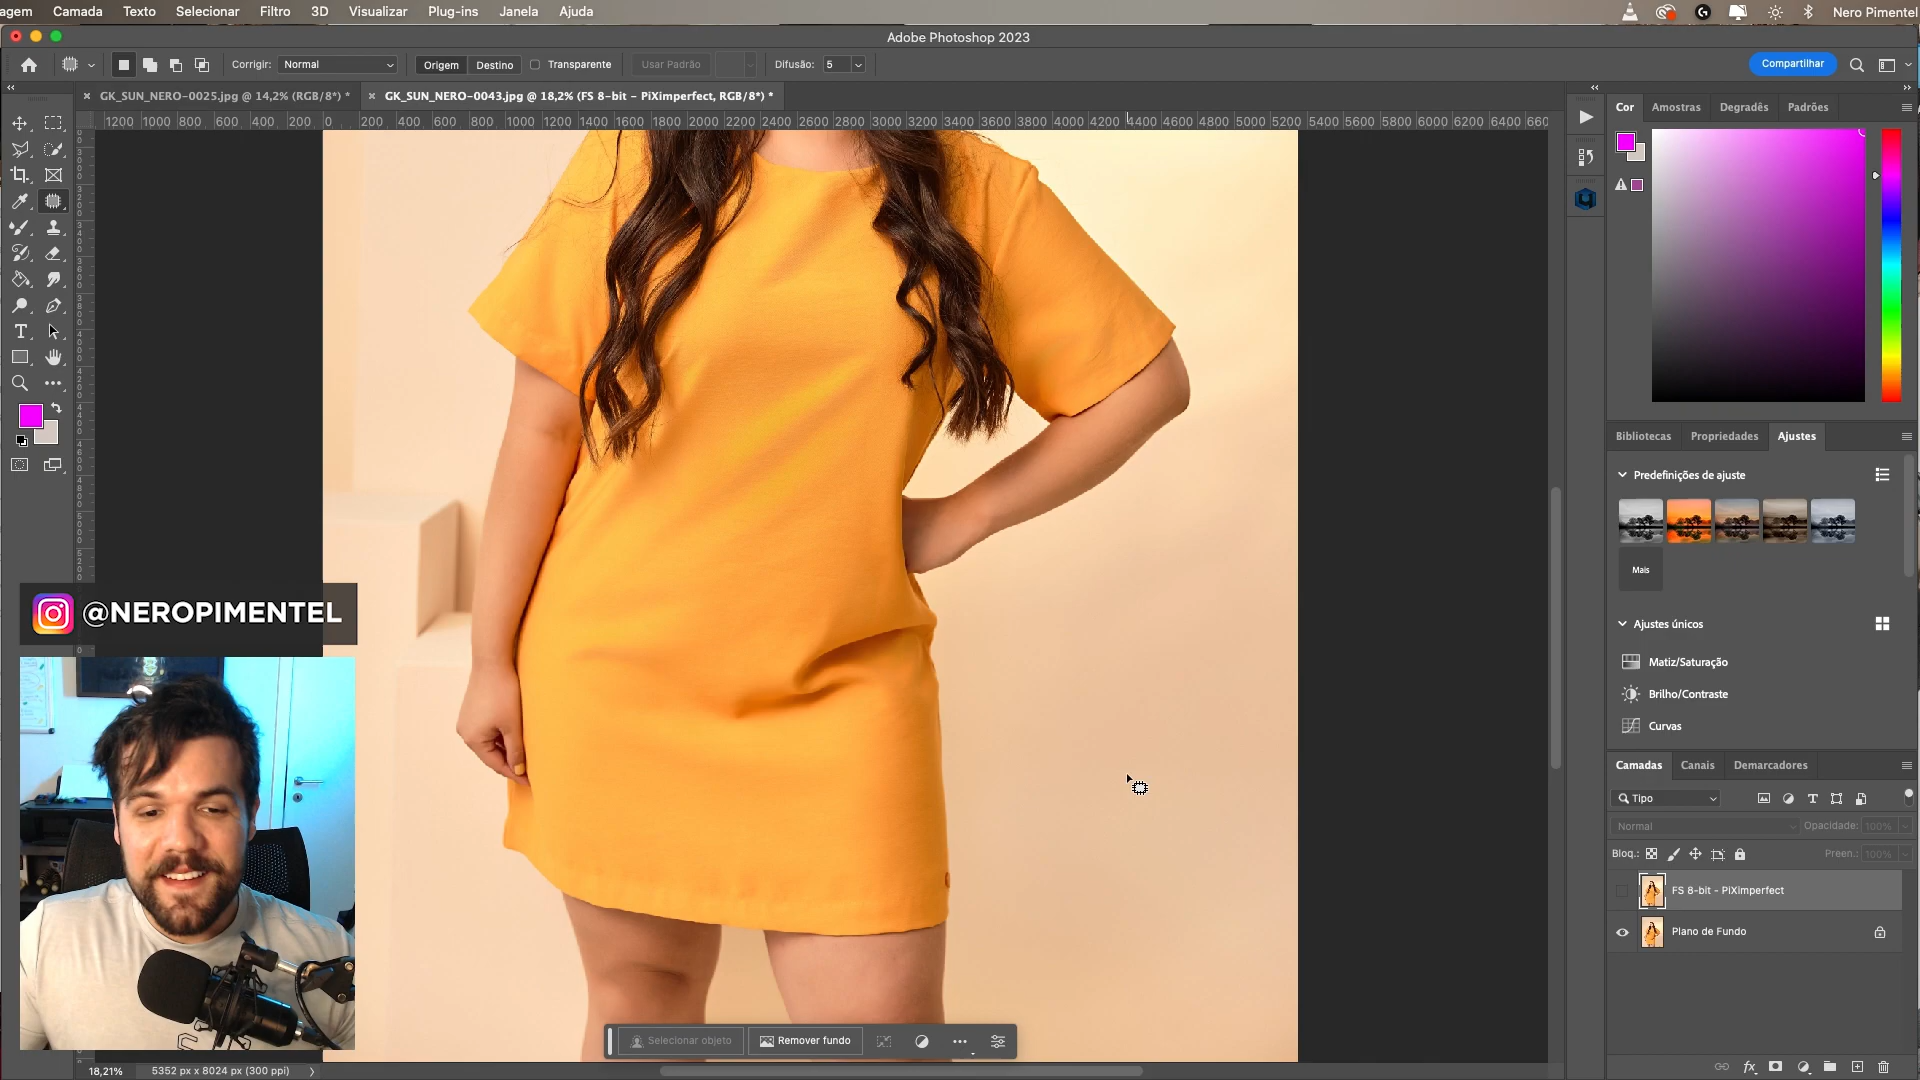 agem Camada Texto Selecionar Filtro 3D Visualizar Plug-ins Janela Ajuda Nero Pimentel
Adobe Photoshop 2023
Corrigir: Normal Origem Destino Transparente Usar Padrão Difusão: 5 Compartilhar
GK_SUN_NERO-0025.jpg @ 14,2% (RGB/8*) * GK_SUN_NERO-0043.jpg @ 18,2% (FS 8-bit - PiXimperfect, RGB/8*) *
1200 1000 800 600 400 200 0 200 400 600 800 1000 1200 1400 1600 1800 2000 2200 2400 2600 2800 3000 3200 3400 3600 3800 4000 4200 4400 4600 4800 5000 5200 5400 5600 5800 6000 6200 6400 660
Cor Amostras Degradês Padrões
Bibliotecas Propriedades Ajustes
Predefinições de ajuste
Mais
Ajustes únicos
Matiz/Saturação
Brilho/Contraste
Curvas
Camadas Canais Demarcadores
Tipo
Normal Opacidade: 100%
Bloq.: Preen.: 100%
FS 8-bit - PiXimperfect
Plano de Fundo
@NEROPIMENTEL
Selecionar objeto Remover fundo
18,21% 5352 px x 8024 px (300 ppi)